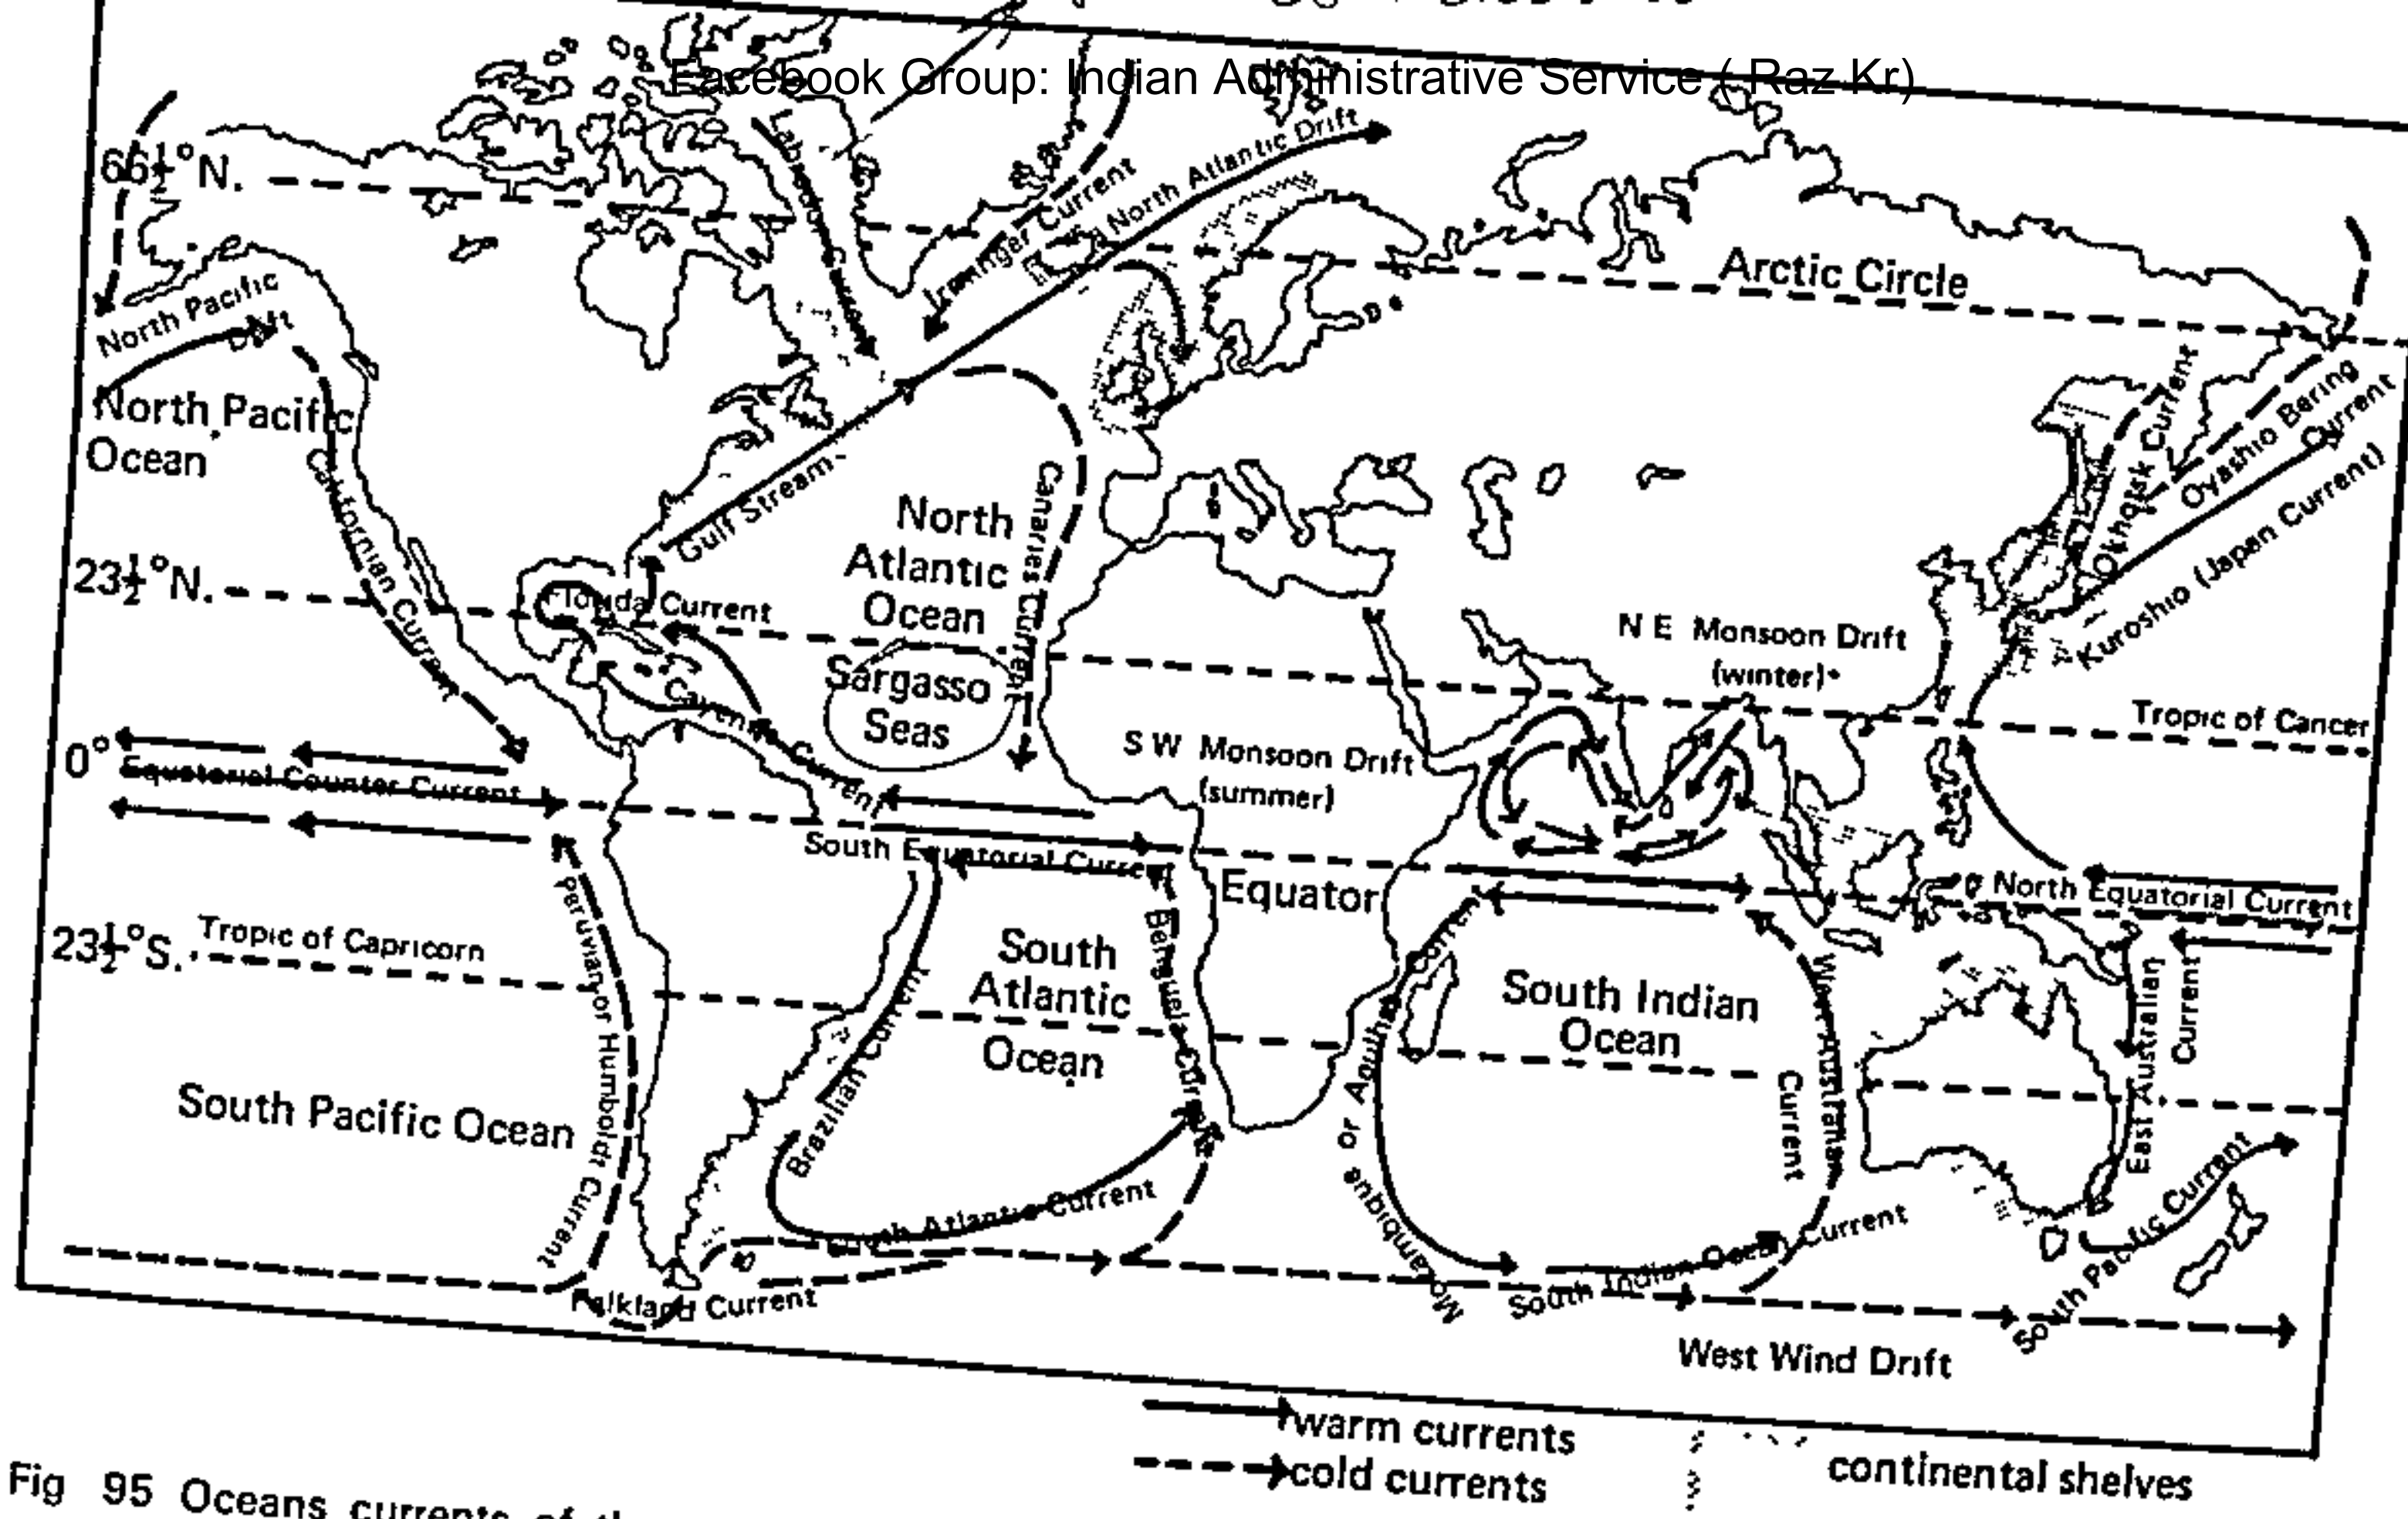 Facebook Group: Indian Administrative Service ( Raz Kr)
66½°N.
Labrador Current
Irminger Current
North Atlantic Drift
Arctic Circle
North Pacific
Drift
North Pacific
Ocean
Californian Current
Gulf Stream
North
Atlantic
Ocean
Canaries Current
Okhotsk Current
Oyashio Bering
Current
Kuroshio (Japan Current)
23½°N.
Florida Current
Sargasso
Seas
Cayenne Current
N E Monsoon Drift
(winter)
S W Monsoon Drift
(summer)
Tropic of Cancer
0°
Equatorial Counter Current
South Equatorial Current
Equator
North Equatorial Current
23½°S.
Tropic of Capricorn
Peruvian or Humboldt Current
South
Atlantic
Ocean
Brazilian Current
Benguela Current
South Indian
Ocean
Mozambique or Agulhas Current
West Australian
Current
East Australian
Current
South Pacific Ocean
South Atlantic Current
Falkland Current
South Indian Ocean Current
South Pacific Current
West Wind Drift
warm currents
cold currents
continental shelves
Fig 95 Oceans currents of